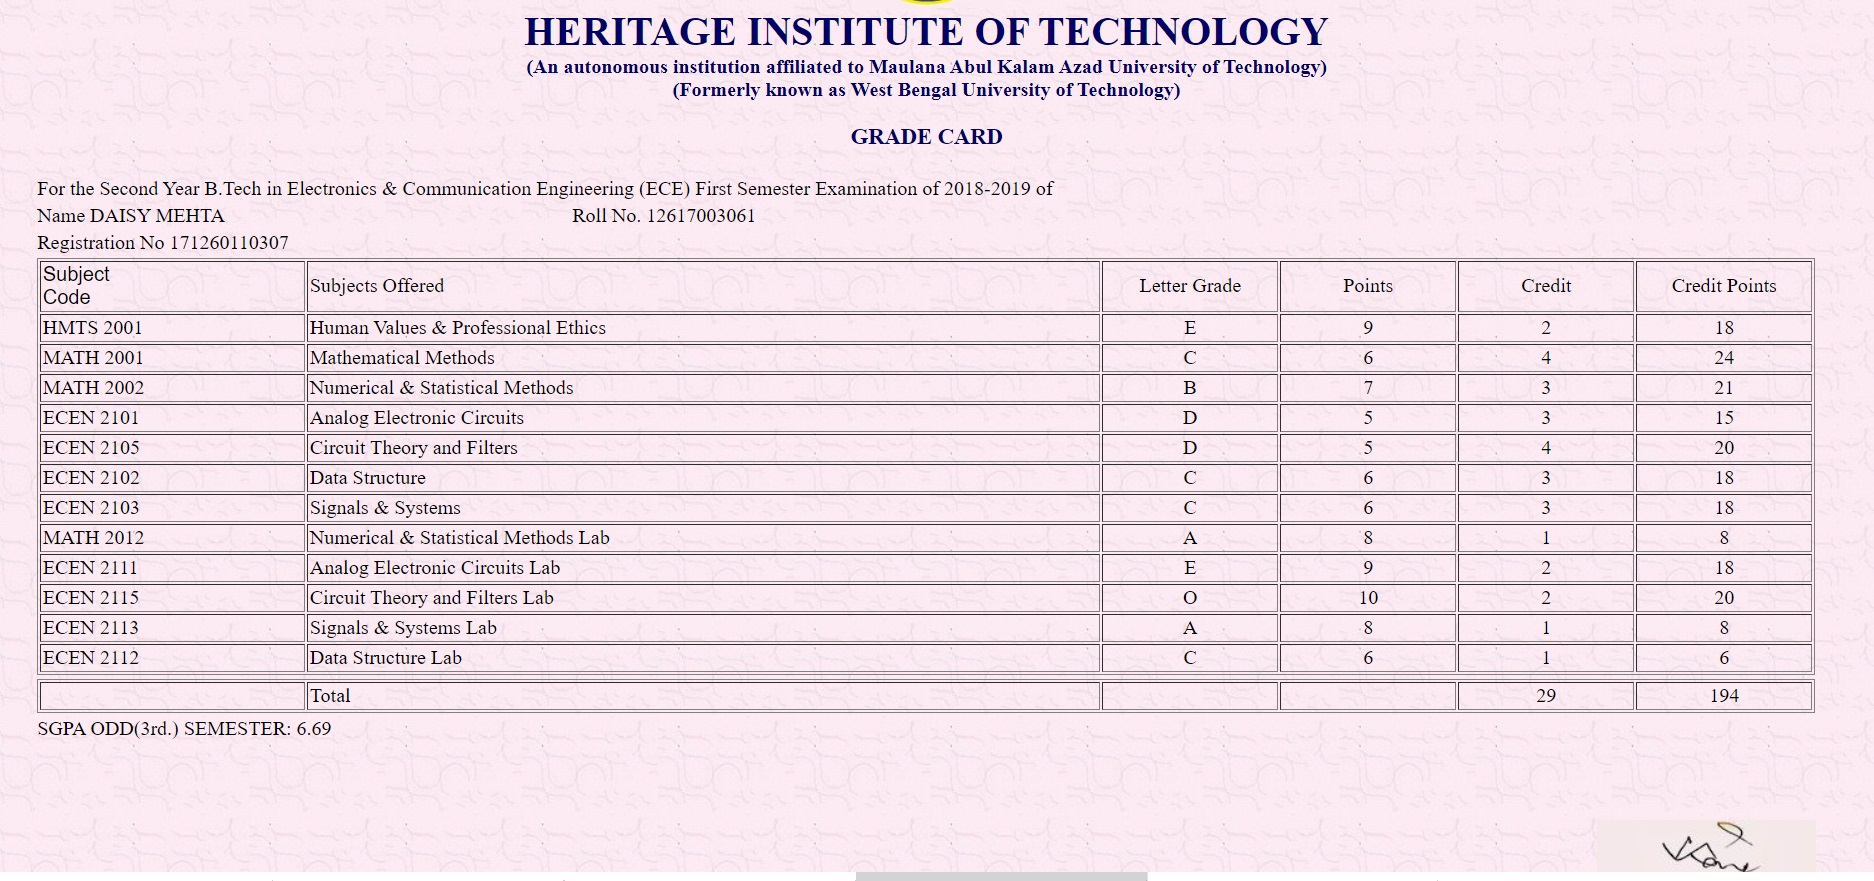 HERITAGE INSTITUTE OF TECHNOLOGY
(An autonomous institution affiliated to Maulana Abul Kalam Azad University of Technology)
(Formerly known as West Bengal University of Technology)
GRADE CARD
For the Second Year B.Tech in Electronics & Communication Engineering (ECE) First Semester Examination of 2018-2019 of
Name DAISY MEHTA Roll No. 12617003061
Registration No 171260110307
Subject Code Subjects Offered Letter Grade Points Credit Credit Points
HMTS 2001 Human Values & Professional Ethics E 9 2 18
MATH 2001 Mathematical Methods C 6 4 24
MATH 2002 Numerical & Statistical Methods B 7 3 21
ECEN 2101 Analog Electronic Circuits D 5 3 15
ECEN 2105 Circuit Theory and Filters D 5 4 20
ECEN 2102 Data Structure C 6 3 18
ECEN 2103 Signals & Systems C 6 3 18
MATH 2012 Numerical & Statistical Methods Lab A 8 1 8
ECEN 2111 Analog Electronic Circuits Lab E 9 2 18
ECEN 2115 Circuit Theory and Filters Lab O 10 2 20
ECEN 2113 Signals & Systems Lab A 8 1 8
ECEN 2112 Data Structure Lab C 6 1 6
Total 29 194
SGPA ODD(3rd.) SEMESTER: 6.69